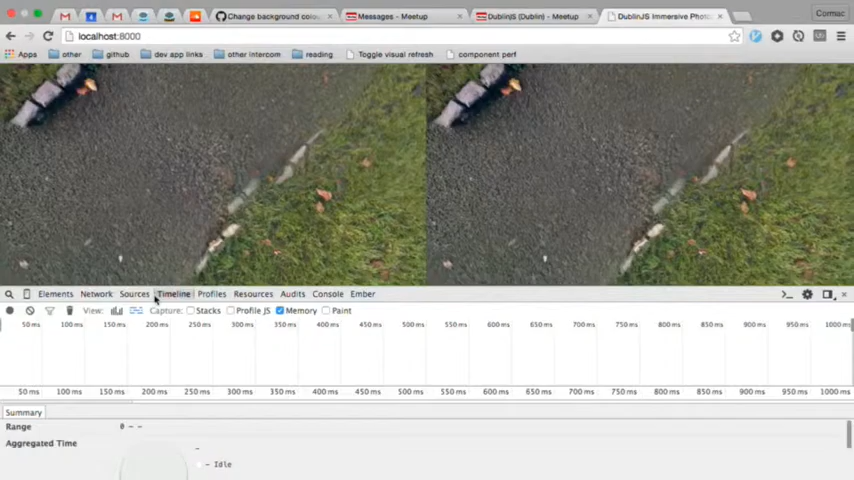 Change background colou
Messages - Meetup
DublinJS (Dublin) - Meetup
DublinJS Immersive Photo
Cormac
localhost:8000
Apps other github dev app links other intercom reading Toggle visual refresh component perf
Elements Network Sources Timeline Profiles Resources Audits Console Ember
View: Capture: Stacks Profile JS Memory Paint
50 ms 100 ms 150 ms 200 ms 250 ms 300 ms 350 ms 400 ms 450 ms 500 ms 550 ms 600 ms 650 ms 700 ms 750 ms 800 ms 850 ms 900 ms 950 ms 1000 ms
50 ms 100 ms 150 ms 200 ms 250 ms 300 ms 350 ms 400 ms 450 ms 500 ms 550 ms 600 ms 650 ms 700 ms 750 ms 800 ms 850 ms 900 ms 950 ms 1000 ms
Summary
Range 0 – –
Aggregated Time
–
– Idle